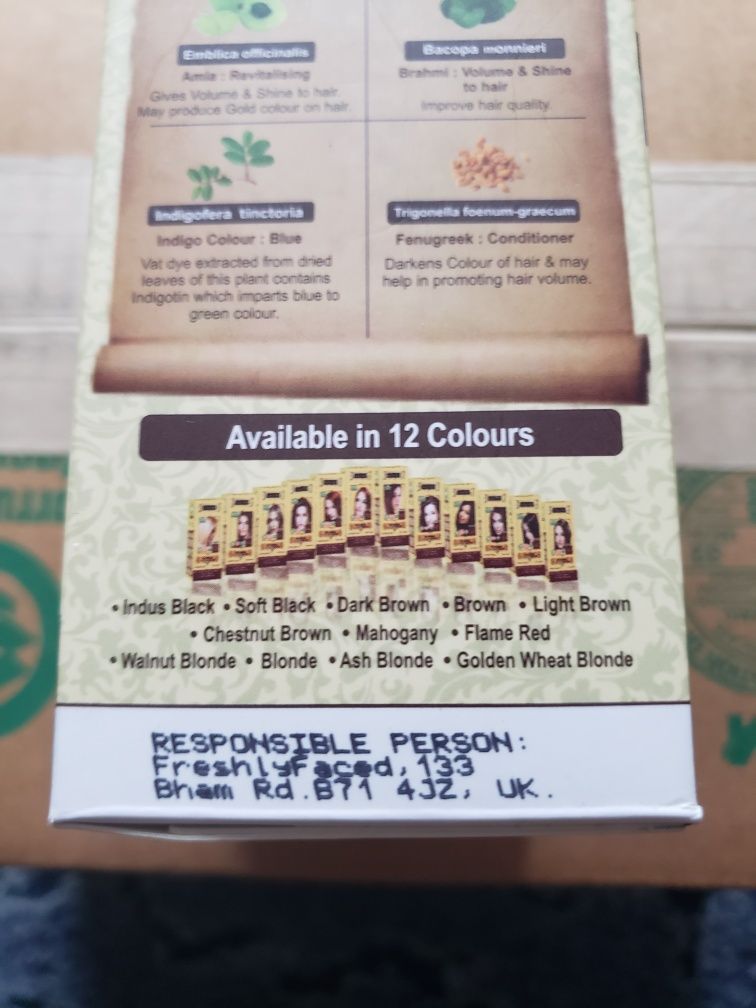 Emblica officinalis
Amla : Revitalising
Gives Volume & Shine to hair.
May produce Gold colour on hair.
Bacopa monnieri
Brahmi : Volume & Shine
to hair
Improve hair quality.
Indigofera tinctoria
Indigo Colour : Blue
Vat dye extracted from dried
leaves of this plant contains
Indigotin which imparts blue to
green colour.
Trigonella foenum-graecum
Fenugreek : Conditioner
Darkens Colour of hair & may
help in promoting hair volume.
Available in 12 Colours
• Indus Black • Soft Black • Dark Brown • Brown • Light Brown
• Chestnut Brown • Mahogany • Flame Red
• Walnut Blonde • Blonde • Ash Blonde • Golden Wheat Blonde
RESPONSIBLE PERSON:
FreshlyFaced, 133
Bham Rd.B71 4JZ, UK.